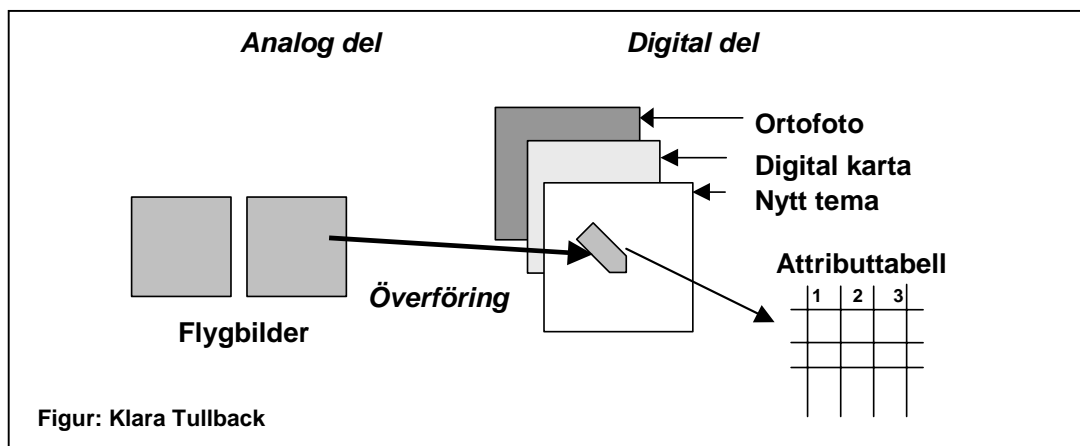 Analog del
Digital del
Ortofoto
Digital karta
Nytt tema
Attributtabell
1 2 3
Överföring
Flygbilder
Figur: Klara Tullback